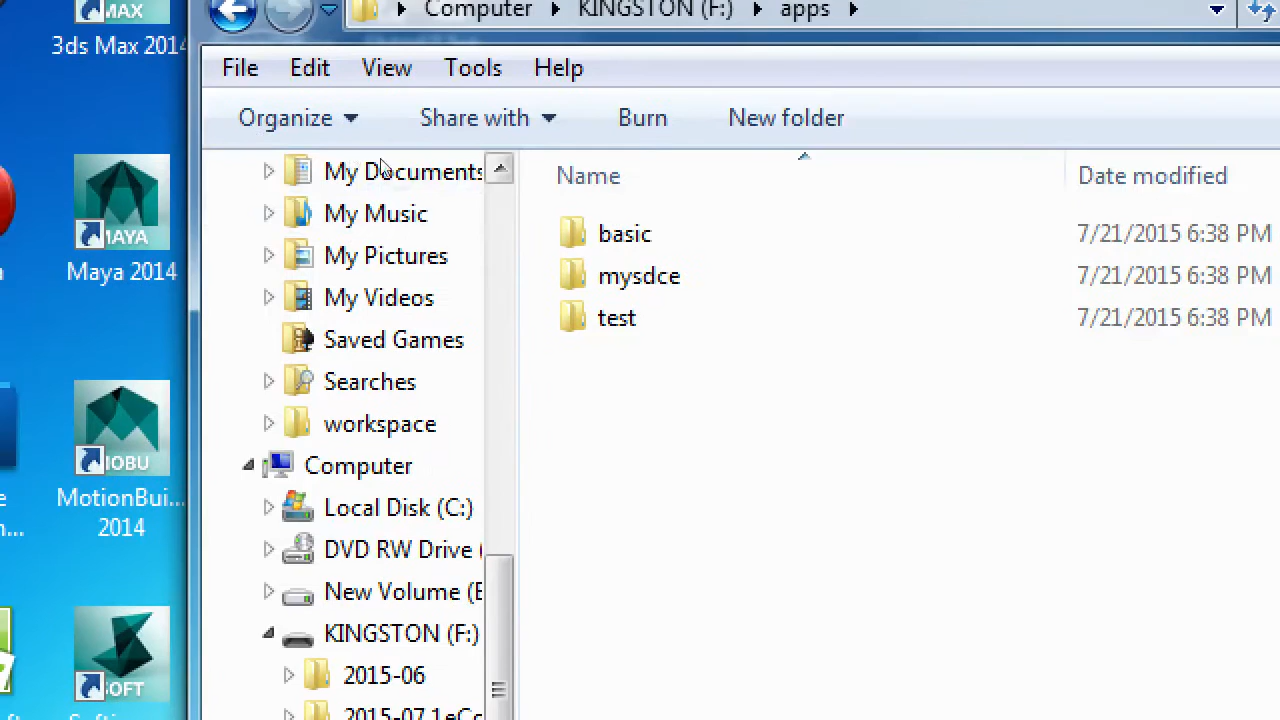 Computer KINGSTON (F:) apps
File Edit View Tools Help
Organize Share with Burn New folder
MAX
3ds Max 2014
MAYA
Maya 2014
MOBU
MotionBui...
2014
SOFT
My Documents
My Music
My Pictures
My Videos
Saved Games
Searches
workspace
Computer
Local Disk (C:)
DVD RW Drive (
New Volume (E
KINGSTON (F:)
2015-06
Name Date modified
basic 7/21/2015 6:38 PM
mysdce 7/21/2015 6:38 PM
test 7/21/2015 6:38 PM